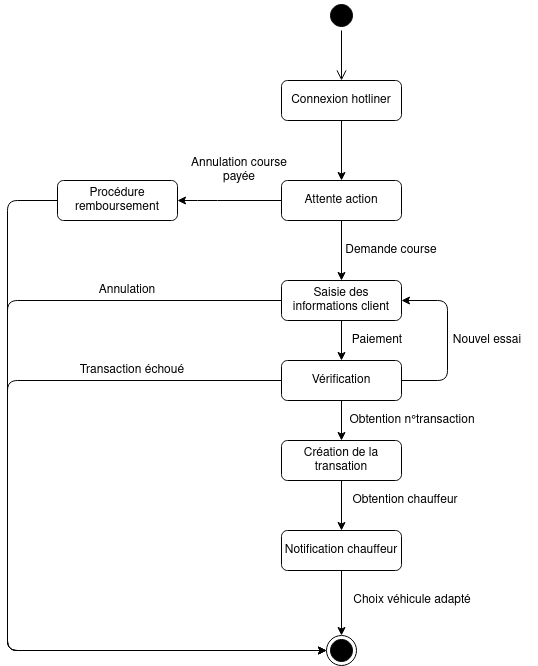 Connexion hotliner
Annulation course
payée
Procédure
remboursement
Attente action
Demande course
Annulation
Saisie des
informations client
Paiement
Nouvel essai
Transaction échoué
Vérification
Obtention n°transaction
Création de la
transation
Obtention chauffeur
Notification chauffeur
Choix véhicule adapté